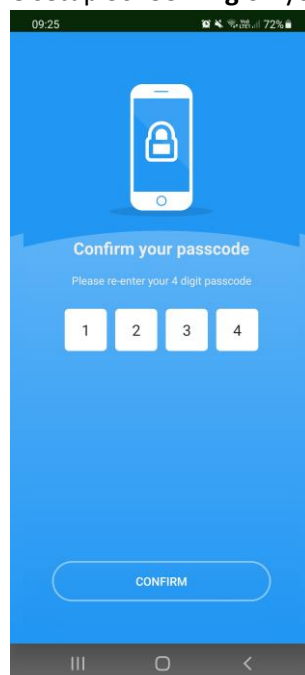 09:25 72%
Confirm your passcode
Please re-enter your 4 digit passcode
1 2 3 4
CONFIRM